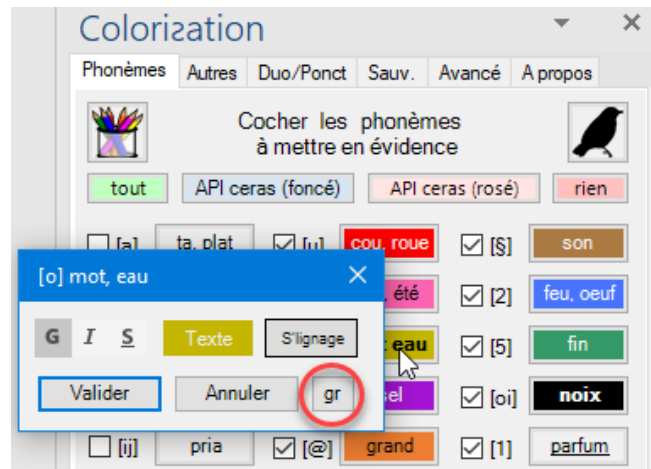 Colorization
Phonèmes Autres Duo/Ponct Sauv. Avancé A propos
Cocher les phonèmes
à mettre en évidence
tout API ceras (foncé) API ceras (rosé) rien
[a] ta, plat [u] cou, roue [§] son
[o] mot, eau
été [2] feu, oeuf
G I S Texte S'lignage
eau [5] fin
Valider Annuler gr
sel [oi] noix
[ij] pria [@] grand [1] parfum